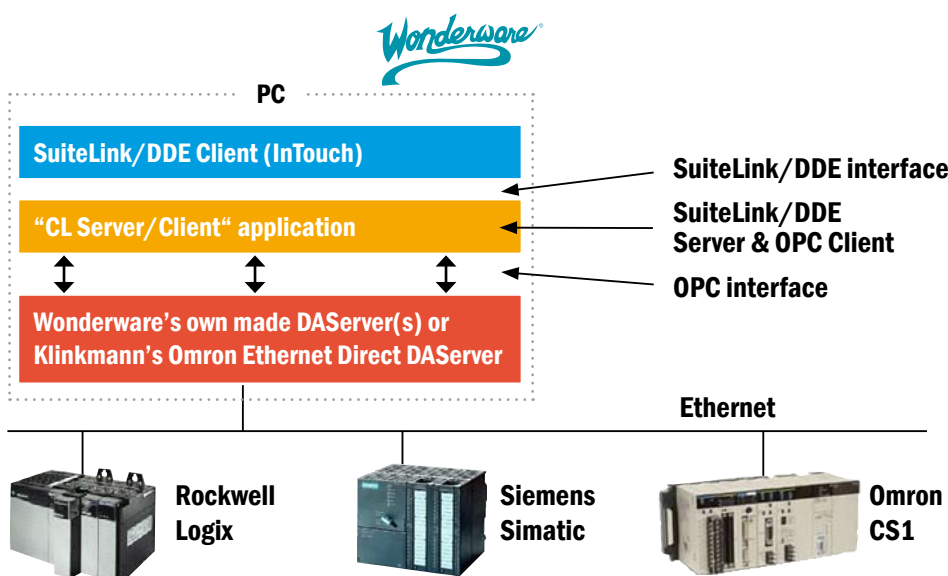 Wonderware
PC
SuiteLink/DDE Client (InTouch)
SuiteLink/DDE interface
“CL Server/Client“ application
SuiteLink/DDE
Server & OPC Client
OPC interface
Wonderware’s own made DAServer(s) or
Klinkmann’s Omron Ethernet Direct DAServer
Ethernet
Rockwell
Logix
Siemens
Simatic
Omron
CS1